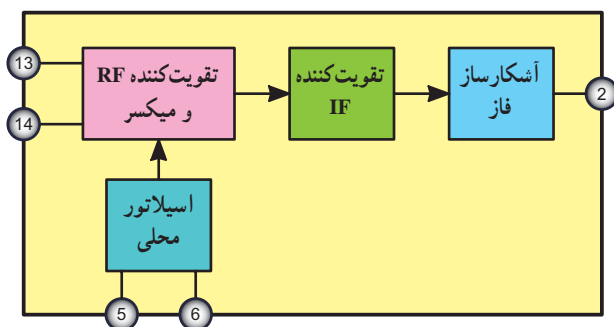 13
14
تقویت‌کننده RF
و میکسر
تقویت‌کننده
IF
آشکارساز
فاز
2
اسیلاتور
محلی
5
6